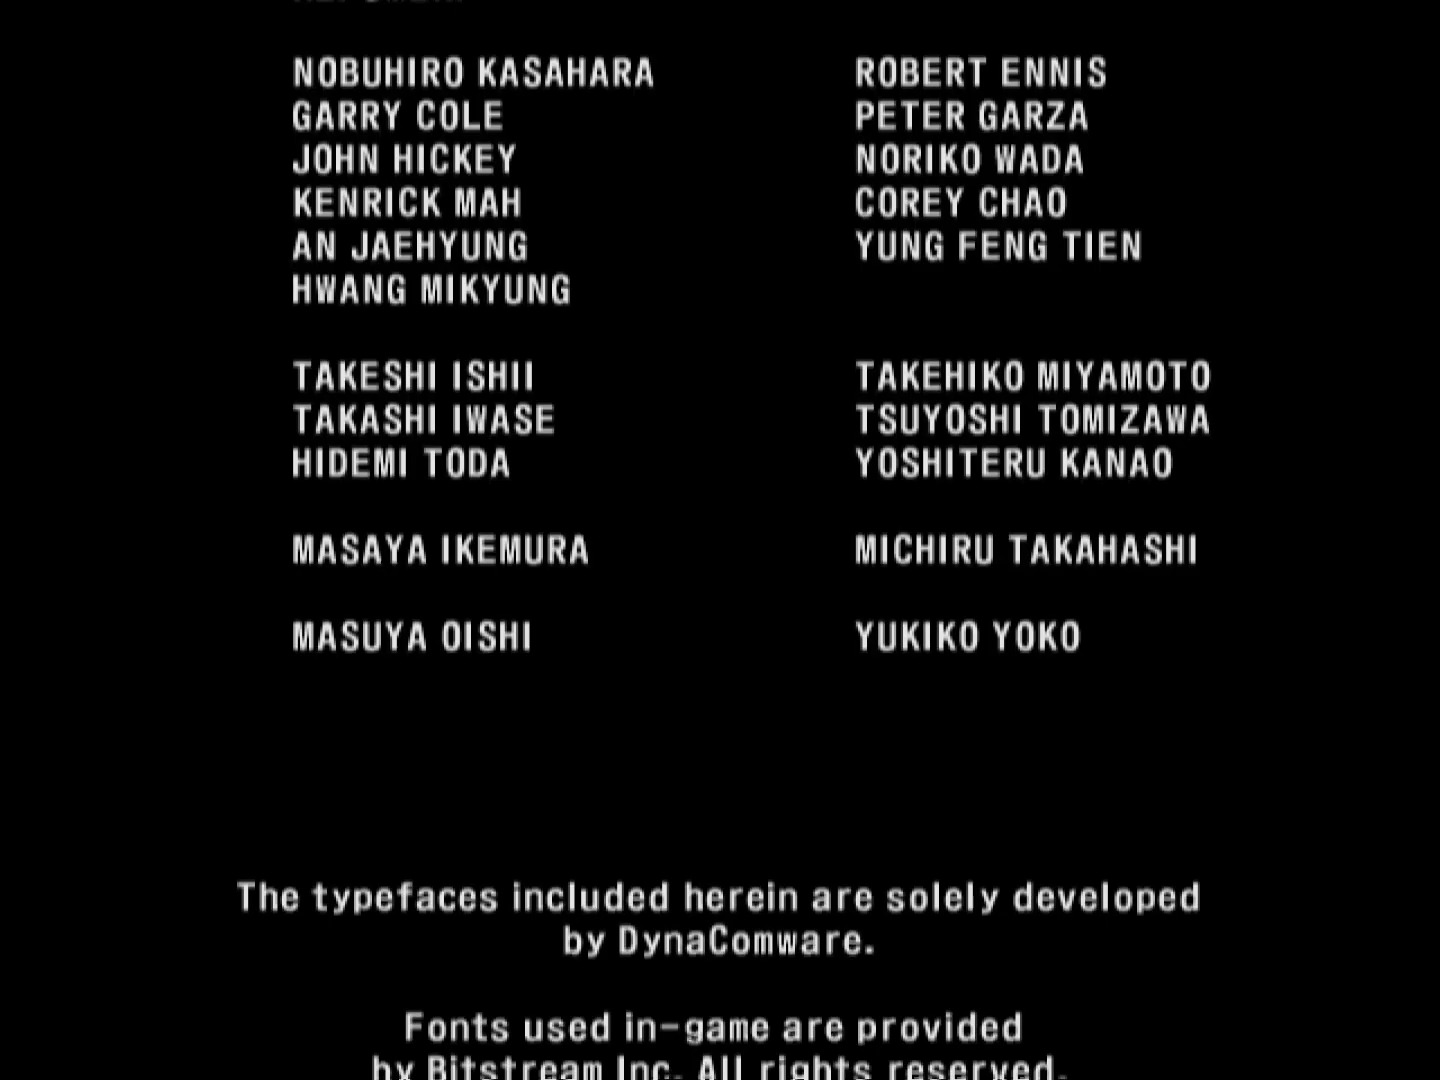 NOBUHIRO KASAHARA ROBERT ENNIS
GARRY COLE PETER GARZA
JOHN HICKEY NORIKO WADA
KENRICK MAH COREY CHAO
AN JAEHYUNG YUNG FENG TIEN
HWANG MIKYUNG
TAKESHI ISHII TAKEHIKO MIYAMOTO
TAKASHI IWASE TSUYOSHI TOMIZAWA
HIDEMI TODA YOSHITERU KANAO
MASAYA IKEMURA MICHIRU TAKAHASHI
MASUYA OISHI YUKIKO YOKO
The typefaces included herein are solely developed
by DynaComware.
Fonts used in-game are provided
by Bitstream Inc. All rights reserved.